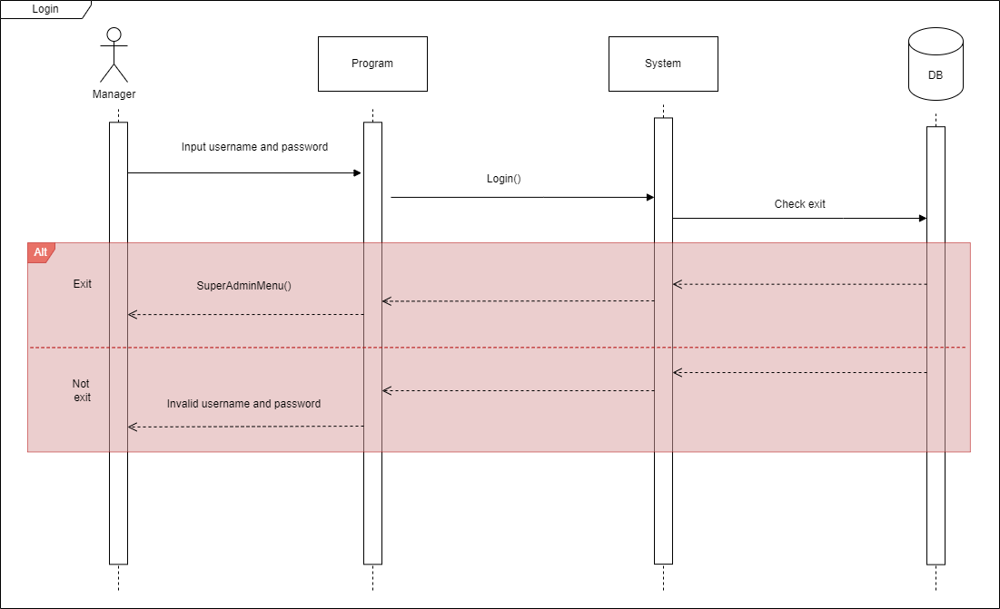 Login
Manager
Program
System
DB
Input username and password
Login()
Check exit
Alt
Exit
SuperAdminMenu()
Not
exit
Invalid username and password